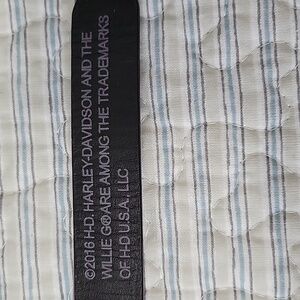 ©2016 H-D. HARLEY-DAVIDSON AND THE
WILLIE G® ARE AMONG THE TRADEMARKS
OF H-D U.S.A., LLC